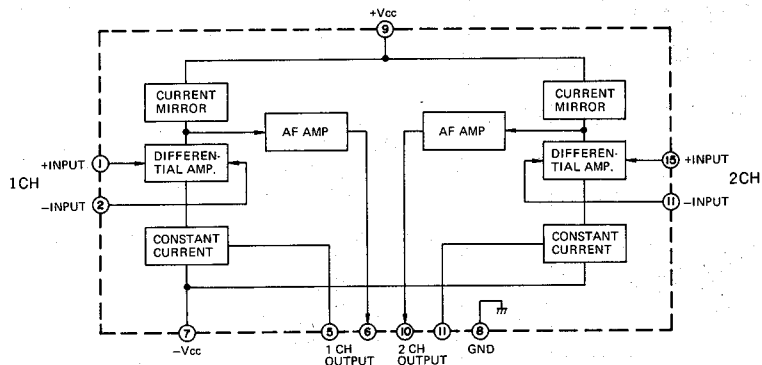 +Vcc
9
CURRENT
MIRROR
CURRENT
MIRROR
AF AMP
AF AMP
+INPUT 1
DIFFEREN-
TIAL AMP.
DIFFEREN-
TIAL AMP.
15 +INPUT
1CH
2CH
-INPUT 2
11 -INPUT
CONSTANT
CURRENT
CONSTANT
CURRENT
7
5
6
10
11
8
-Vcc
1 CH
OUTPUT
2 CH
OUTPUT
GND